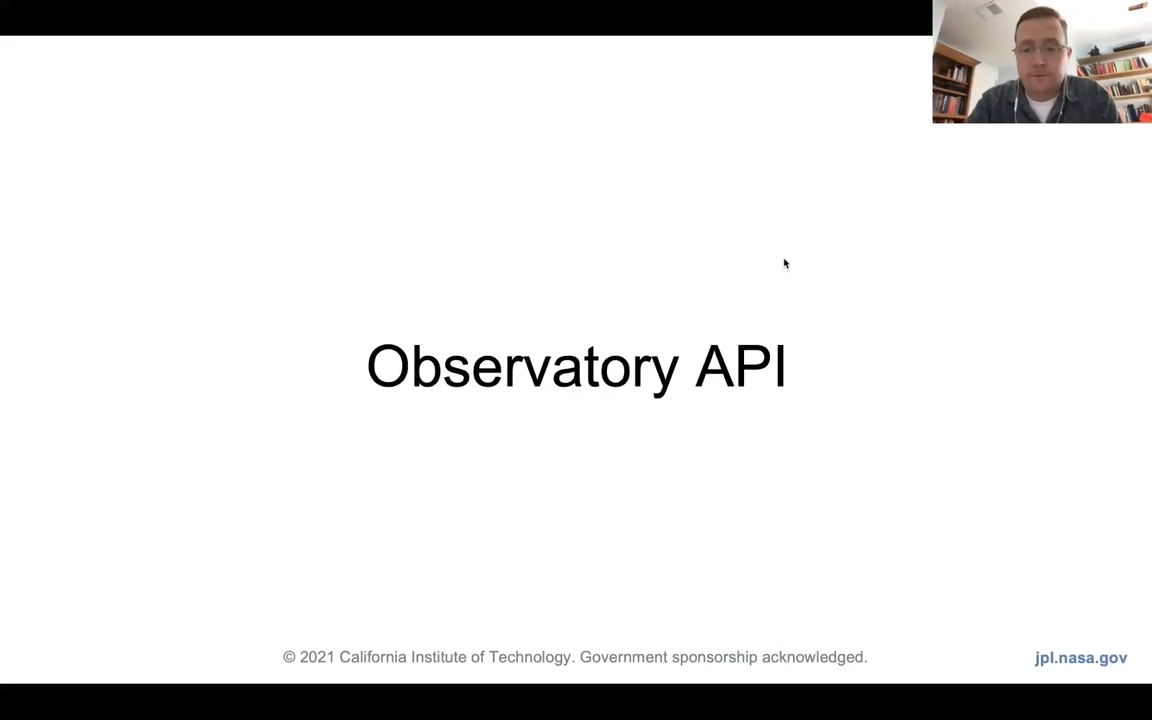 Observatory API
© 2021 California Institute of Technology. Government sponsorship acknowledged.
jpl.nasa.gov